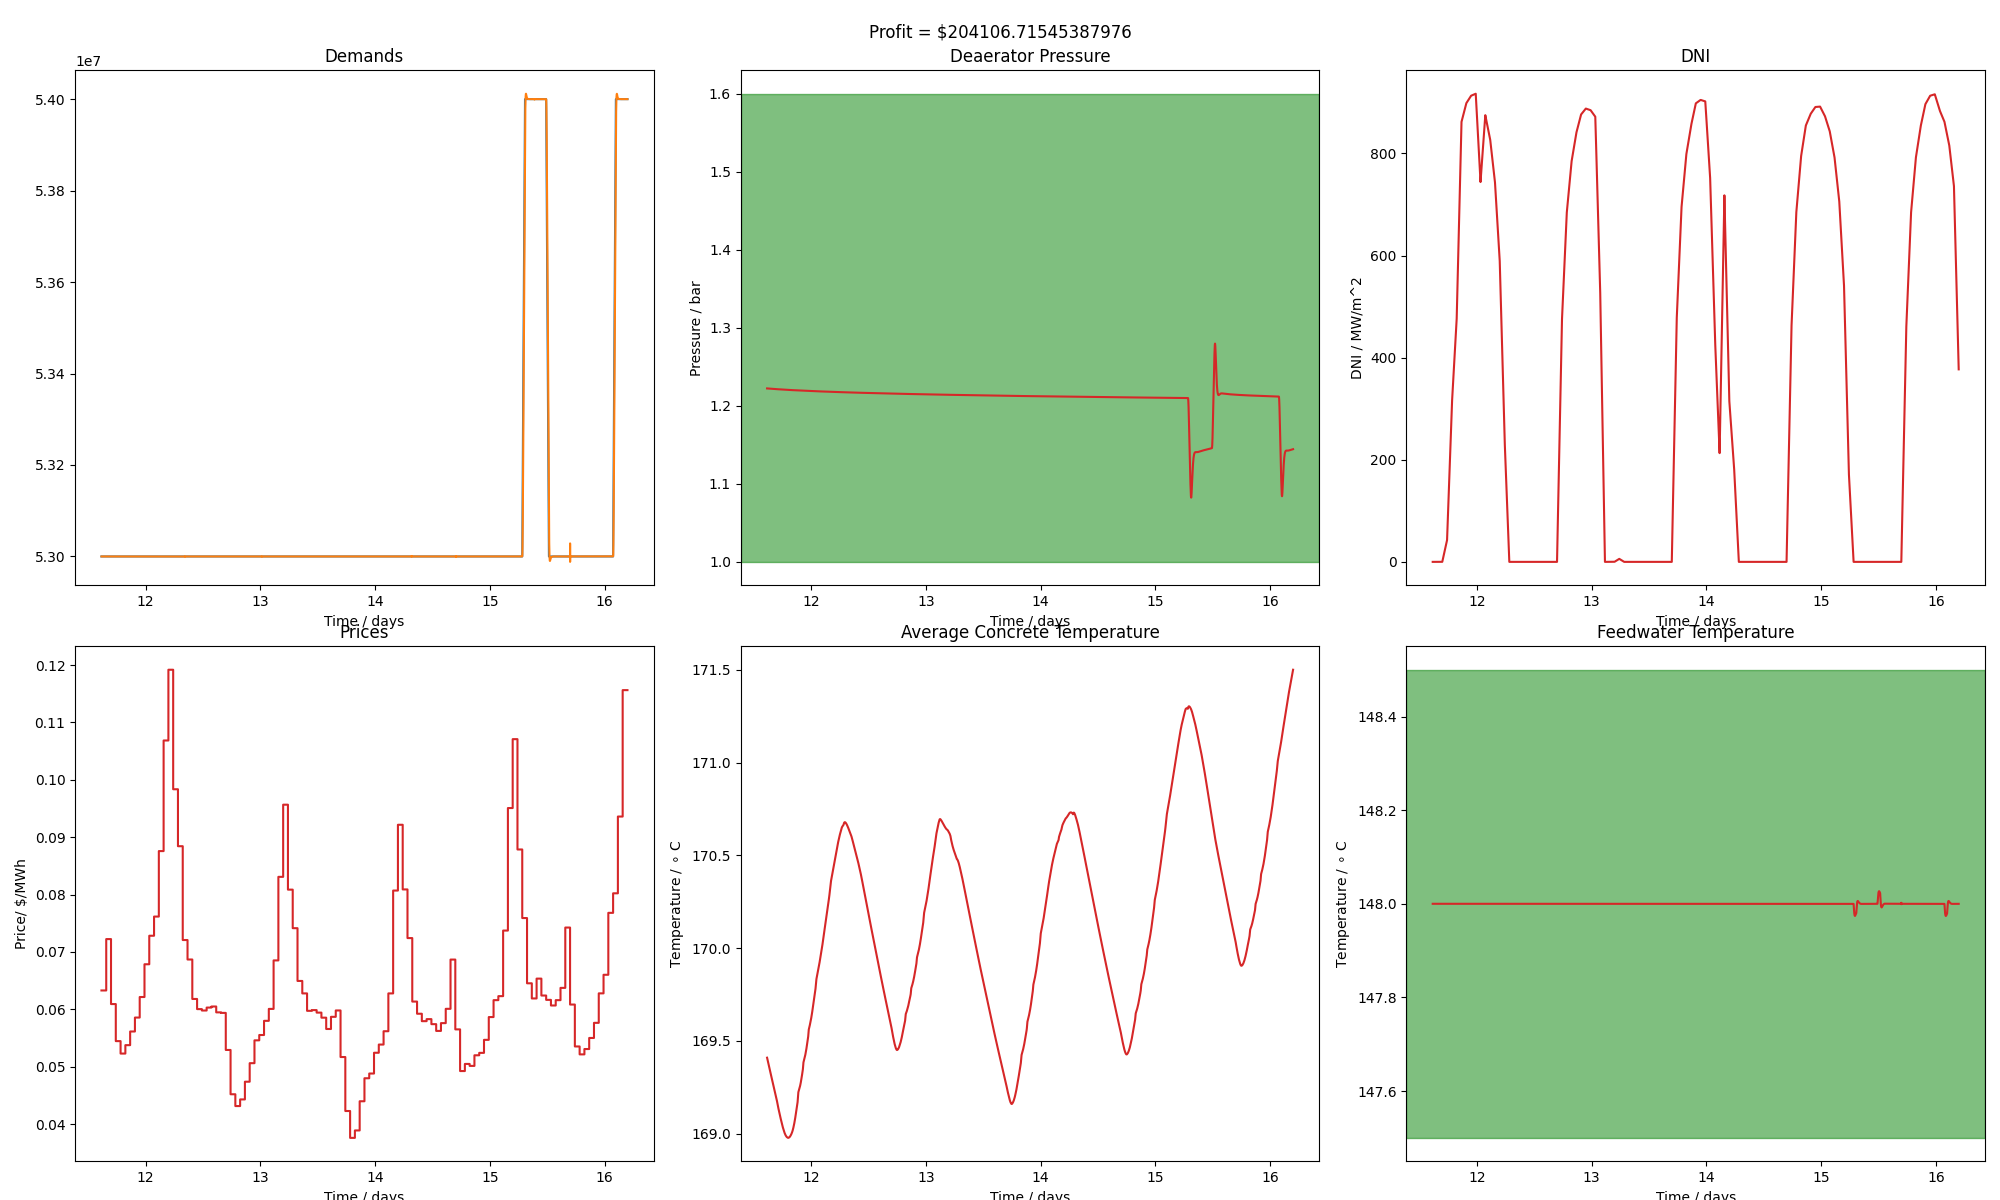 Profit = $204106.71545387976
Demands
1e7
5.40
5.38
5.36
5.34
5.32
5.30
12 13 14 15 16
Time / days
Deaerator Pressure
Pressure / bar
1.6
1.5
1.4
1.3
1.2
1.1
1.0
12 13 14 15 16
Time / days
DNI
DNI / MW/m^2
800
600
400
200
0
12 13 14 15 16
Time / days
Prices
Price/ $/MWh
0.12
0.11
0.10
0.09
0.08
0.07
0.06
0.05
0.04
12 13 14 15 16
Time / days
Average Concrete Temperature
Temperature / ∘ C
171.5
171.0
170.5
170.0
169.5
169.0
12 13 14 15 16
Time / days
Feedwater Temperature
Temperature / ∘ C
148.4
148.2
148.0
147.8
147.6
12 13 14 15 16
Time / days